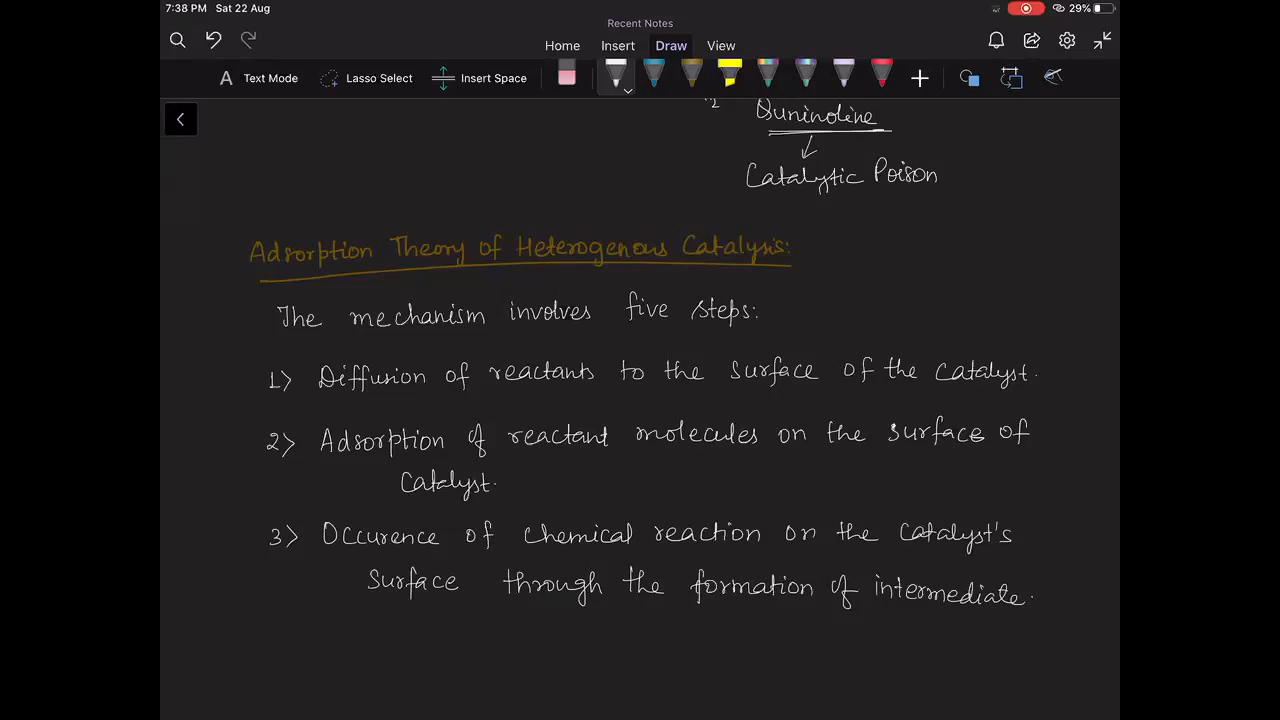 7:38 PM Sat 22 Aug
29%
Recent Notes
Home Insert Draw View
A Text Mode Lasso Select Insert Space
Quninoline
Catalytic Poison
Adsorption Theory of Heterogenous Catalysis:
The mechanism involves five steps:
1> Diffusion of reactants to the surface of the catalyst.
2> Adsorption of reactant molecules on the surface of
catalyst.
3> Occurence of chemical reaction on the catalyst's
surface through the formation of intermediate.